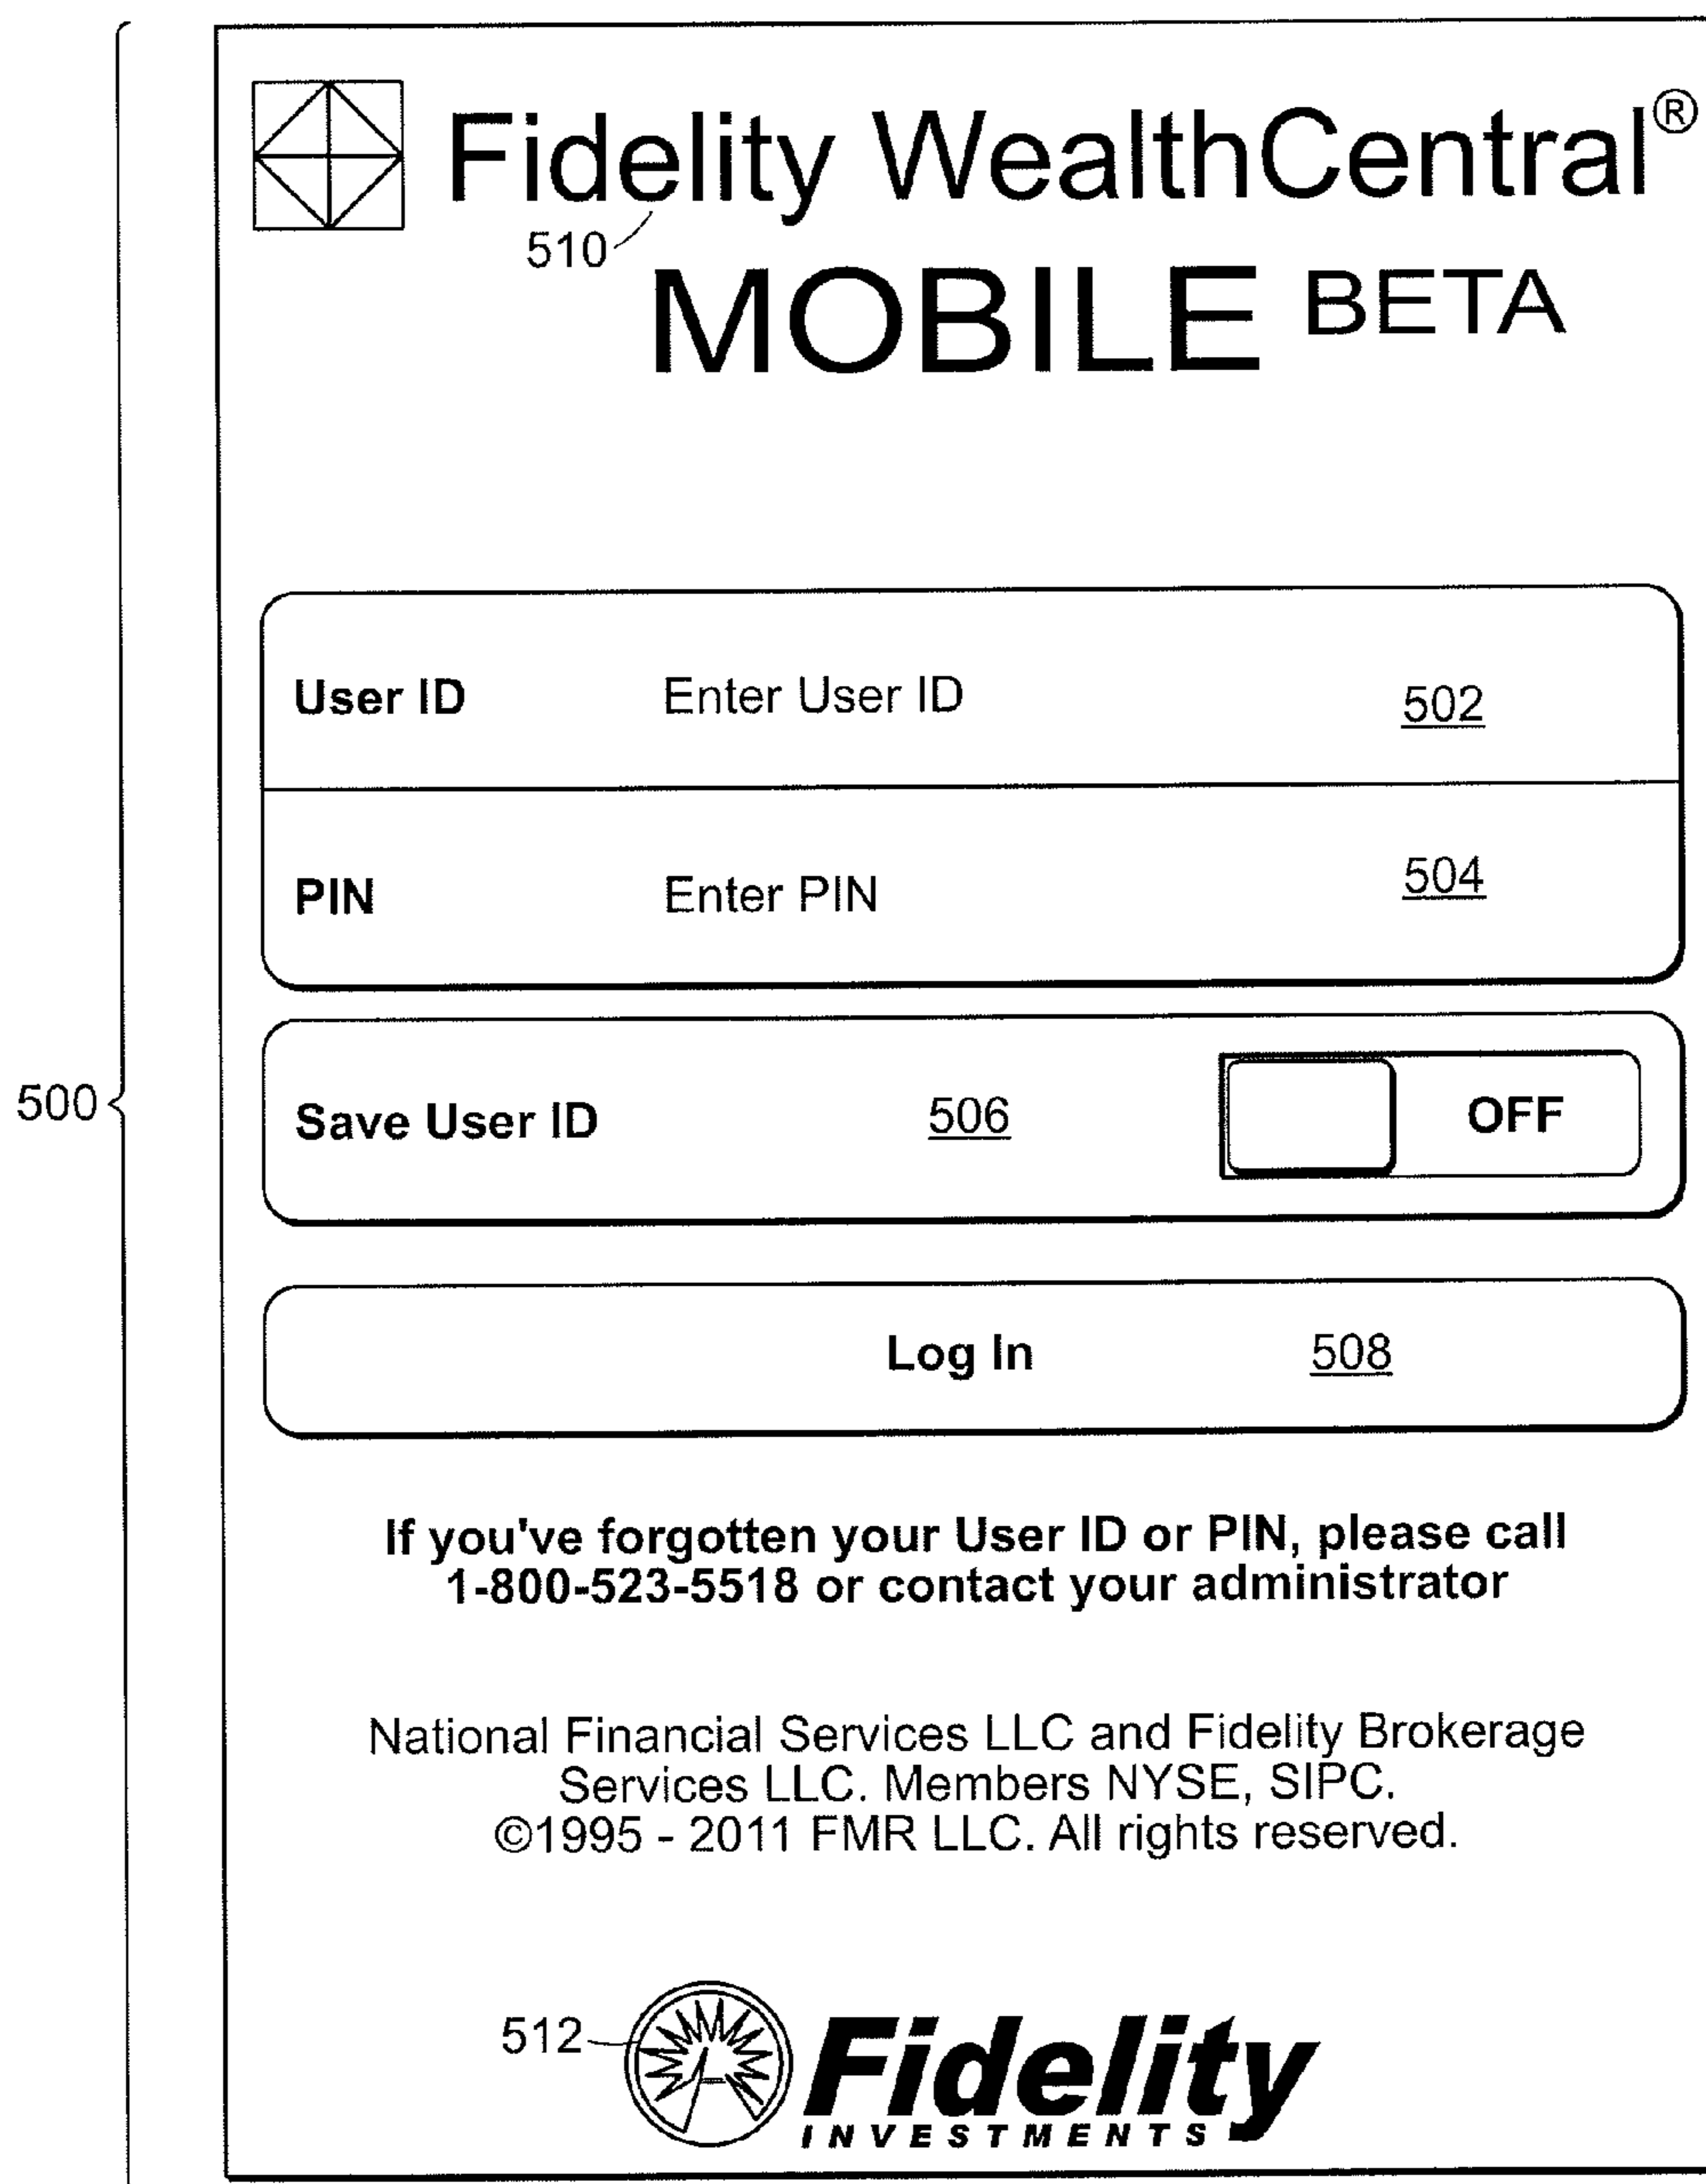 Fidelity WealthCentral®
510
MOBILE BETA
User ID Enter User ID 502
PIN Enter PIN 504
500
Save User ID 506 OFF
Log In 508
If you've forgotten your User ID or PIN, please call
1-800-523-5518 or contact your administrator
National Financial Services LLC and Fidelity Brokerage
Services LLC. Members NYSE, SIPC.
©1995 - 2011 FMR LLC. All rights reserved.
512
Fidelity
INVESTMENTS